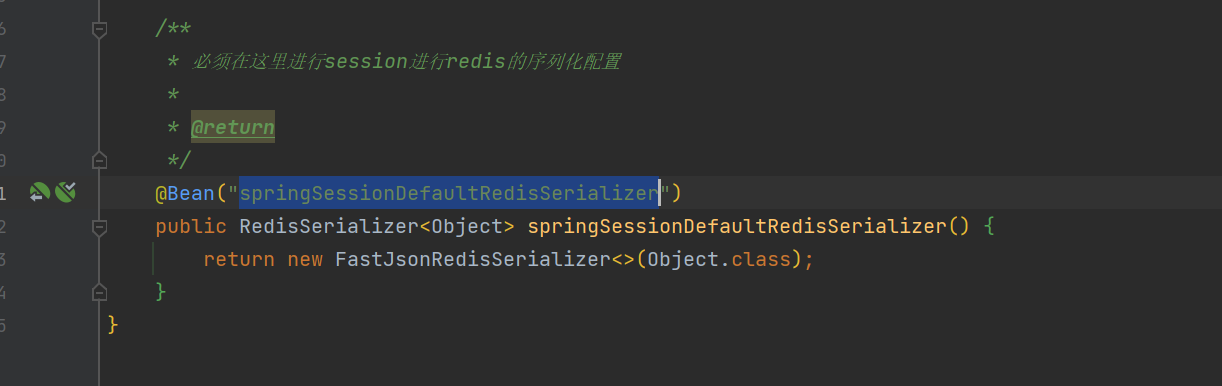 6 /**
7 * 必须在这里进行session进行redis的序列化配置
8 *
9 * @return
0 */
1 @Bean("springSessionDefaultRedisSerializer")
2 public RedisSerializer<Object> springSessionDefaultRedisSerializer() {
3 return new FastJsonRedisSerializer<>(Object.class);
4 }
5 }